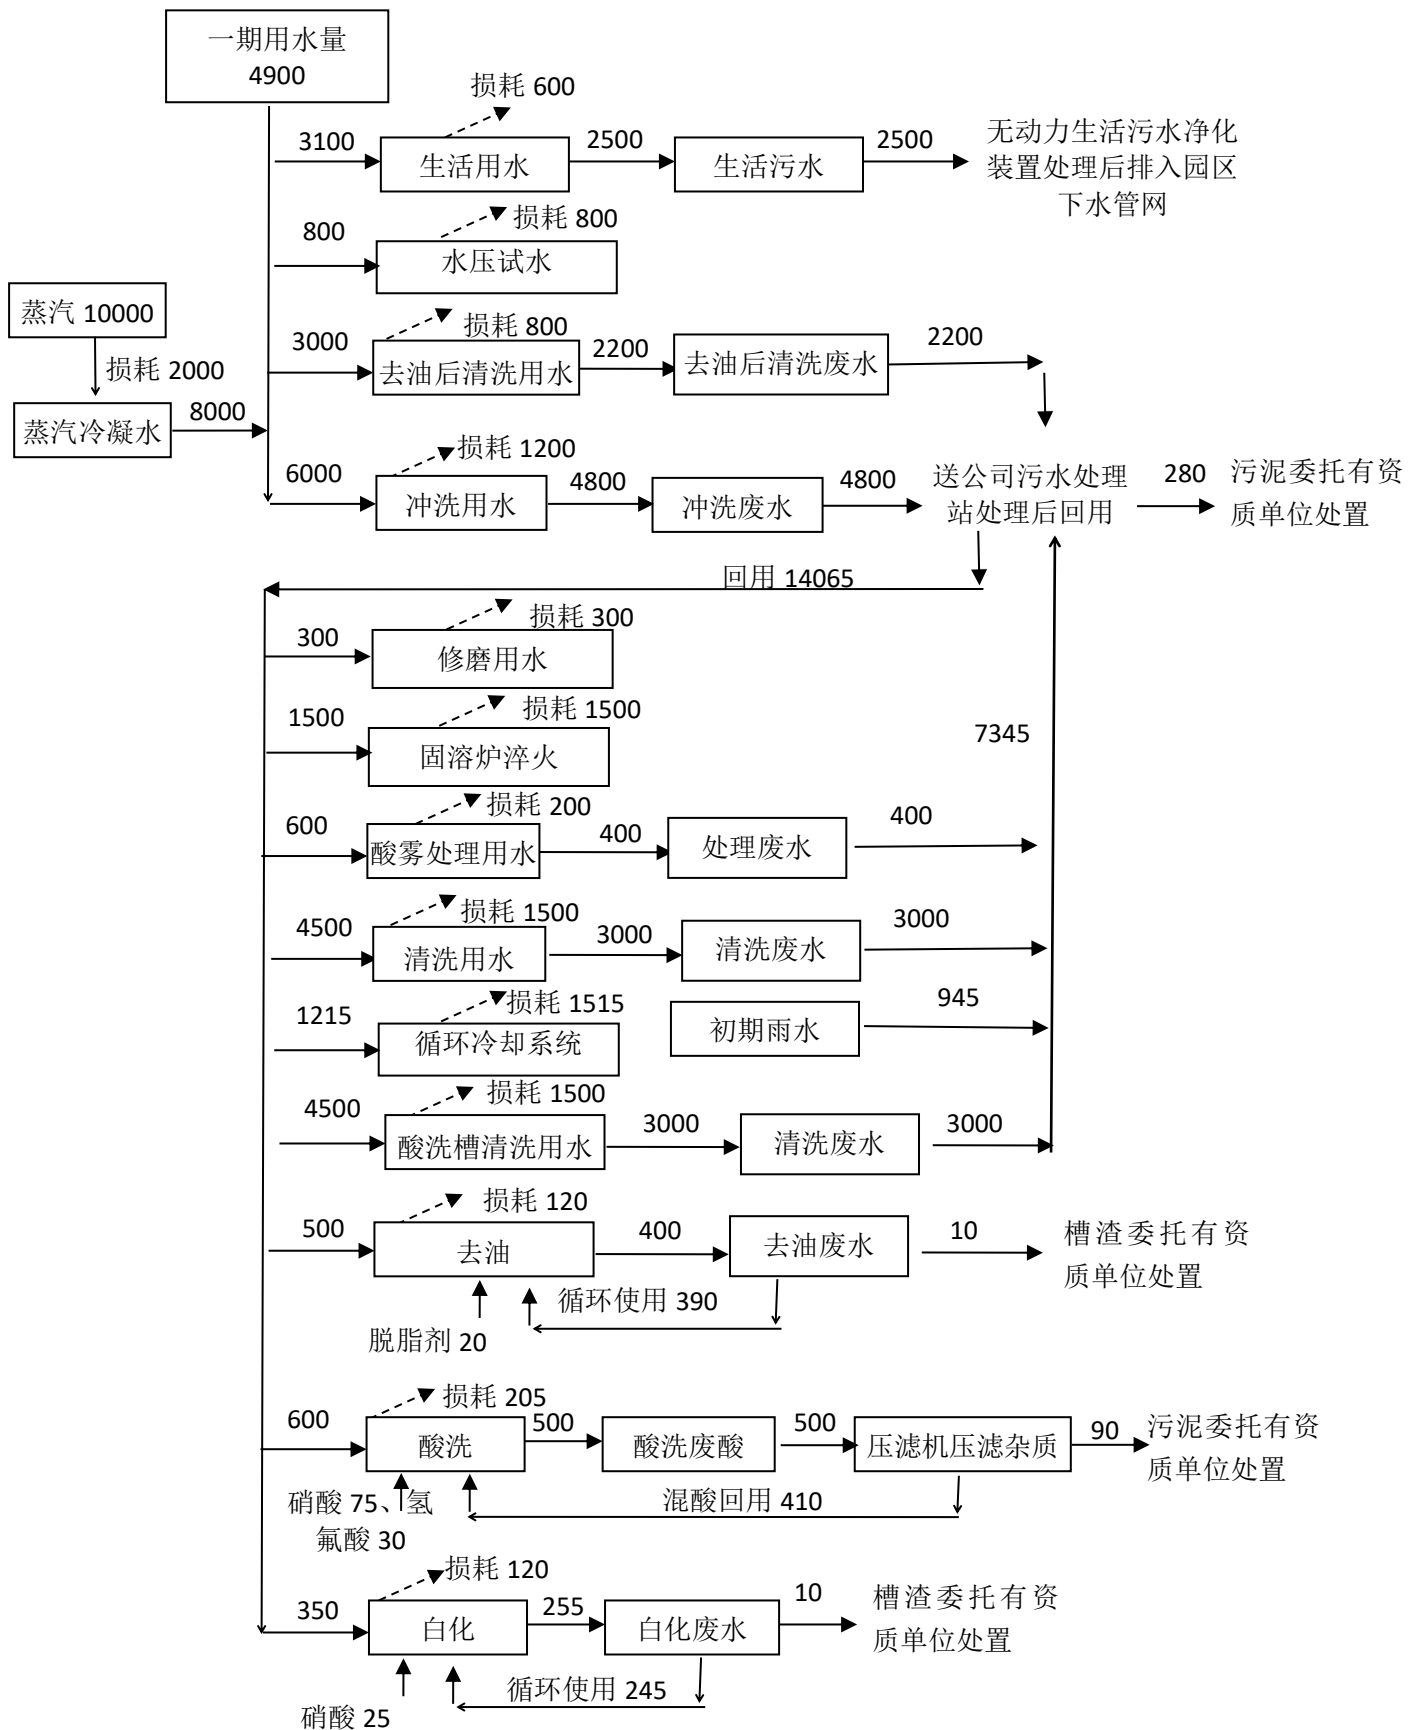 一期用水量
4900
损耗 600
3100
生活用水
2500
生活污水
2500
无动力生活污水净化
装置处理后排入园区
下水管网
800
损耗 800
水压试水
蒸汽 10000
损耗 2000
蒸汽冷凝水
8000
3000
损耗 800
去油后清洗用水
2200
去油后清洗废水
2200
6000
损耗 1200
冲洗用水
4800
冲洗废水
4800
送公司污水处理
站处理后回用
280
污泥委托有资
质单位处置
回用 14065
300
损耗 300
修磨用水
1500
损耗 1500
固溶炉淬火
7345
600
损耗 200
酸雾处理用水
400
处理废水
400
4500
损耗 1500
清洗用水
3000
清洗废水
3000
1215
损耗 1515
循环冷却系统
初期雨水
945
4500
损耗 1500
酸洗槽清洗用水
3000
清洗废水
3000
500
损耗 120
去油
400
去油废水
10
槽渣委托有资
质单位处置
循环使用 390
脱脂剂 20
600
损耗 205
酸洗
500
酸洗废酸
500
压滤机压滤杂质
90
污泥委托有资
质单位处置
硝酸 75、氢
氟酸 30
混酸回用 410
350
损耗 120
白化
255
白化废水
10
槽渣委托有资
质单位处置
循环使用 245
硝酸 25